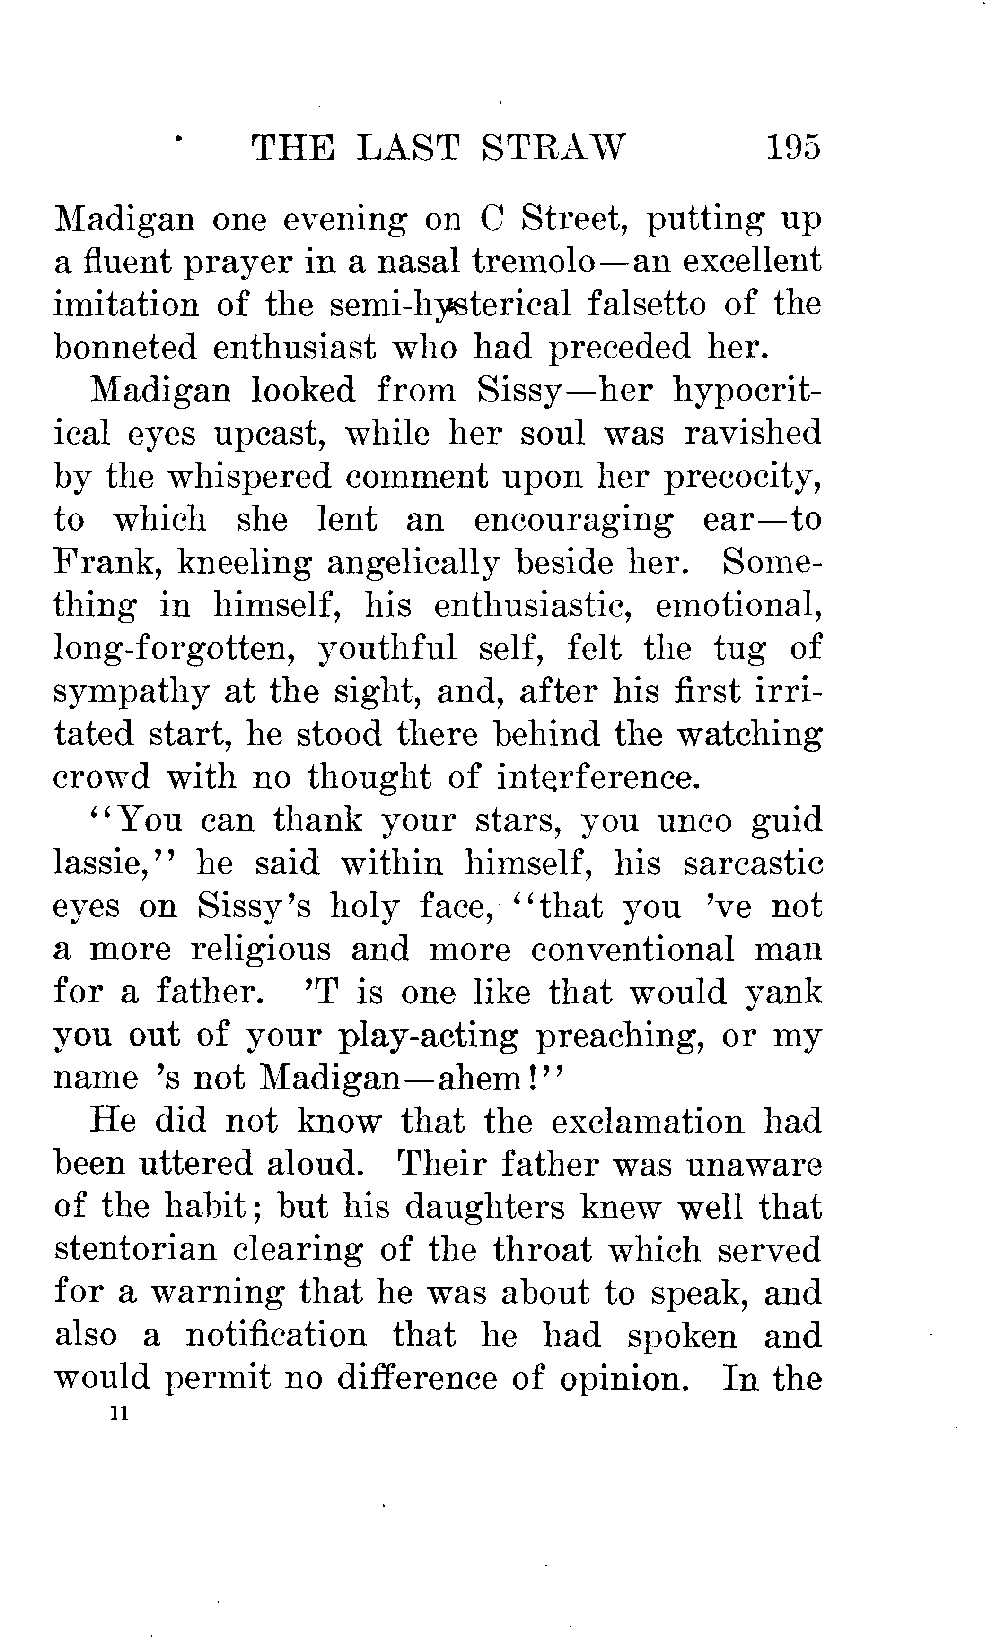 THE LAST STRAW 195
Madigan one evening on C Street, putting up
a fluent prayer in a nasal tremolo—an excellent
imitation of the semi-hysterical falsetto of the
bonneted enthusiast who had preceded her.
Madigan looked from Sissy—her hypocrit-
ical eyes upcast, while her soul was ravished
by the whispered comment upon her precocity,
to which she lent an encouraging ear—to
Frank, kneeling angelically beside her. Some-
thing in himself, his enthusiastic, emotional,
long-forgotten, youthful self, felt the tug of
sympathy at the sight, and, after his first irri-
tated start, he stood there behind the watching
crowd with no thought of interference.
"You can thank your stars, you unco guid
lassie," he said within himself, his sarcastic
eyes on Sissy's holy face, "that you 've not
a more religious and more conventional man
for a father. 'T is one like that would yank
you out of your play-acting preaching, or my
name 's not Madigan—ahem!"
He did not know that the exclamation had
been uttered aloud. Their father was unaware
of the habit; but his daughters knew well that
stentorian clearing of the throat which served
for a warning that he was about to speak, and
also a notification that he had spoken and
would permit no difference of opinion. In the
11